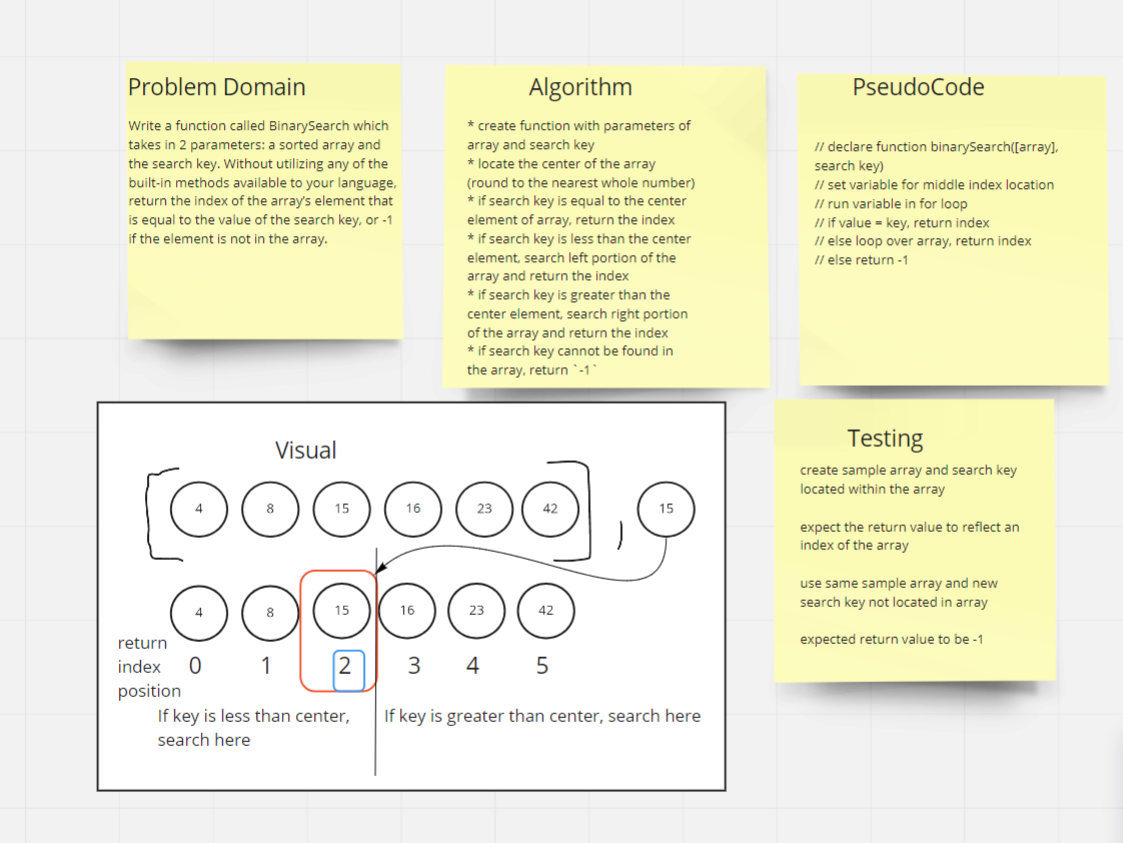 Problem Domain
Write a function called BinarySearch which
takes in 2 parameters: a sorted array and
the search key. Without utilizing any of the
built-in methods available to your language,
return the index of the array's element that
is equal to the value of the search key, or -1
if the element is not in the array.
Algorithm
* create function with parameters of
array and search key
* locate the center of the array
(round to the nearest whole number)
* if search key is equal to the center
element of array, return the index
* if search key is less than the center
element, search left portion of the
array and return the index
* if search key is greater than the
center element, search right portion
of the array and return the index
* if search key cannot be found in
the array, return `-1`
PseudoCode
// declare function binarySearch([array],
search key)
// set variable for middle index location
// run variable in for loop
// if value = key, return index
// else loop over array, return index
// else return -1
Visual
[ 4 8 15 16 23 42 ] , 15
4 8 15 16 23 42
return
index 0 1 2 3 4 5
position
If key is less than center,
search here
If key is greater than center, search here
Testing
create sample array and search key
located within the array
expect the return value to reflect an
index of the array
use same sample array and new
search key not located in array
expected return value to be -1